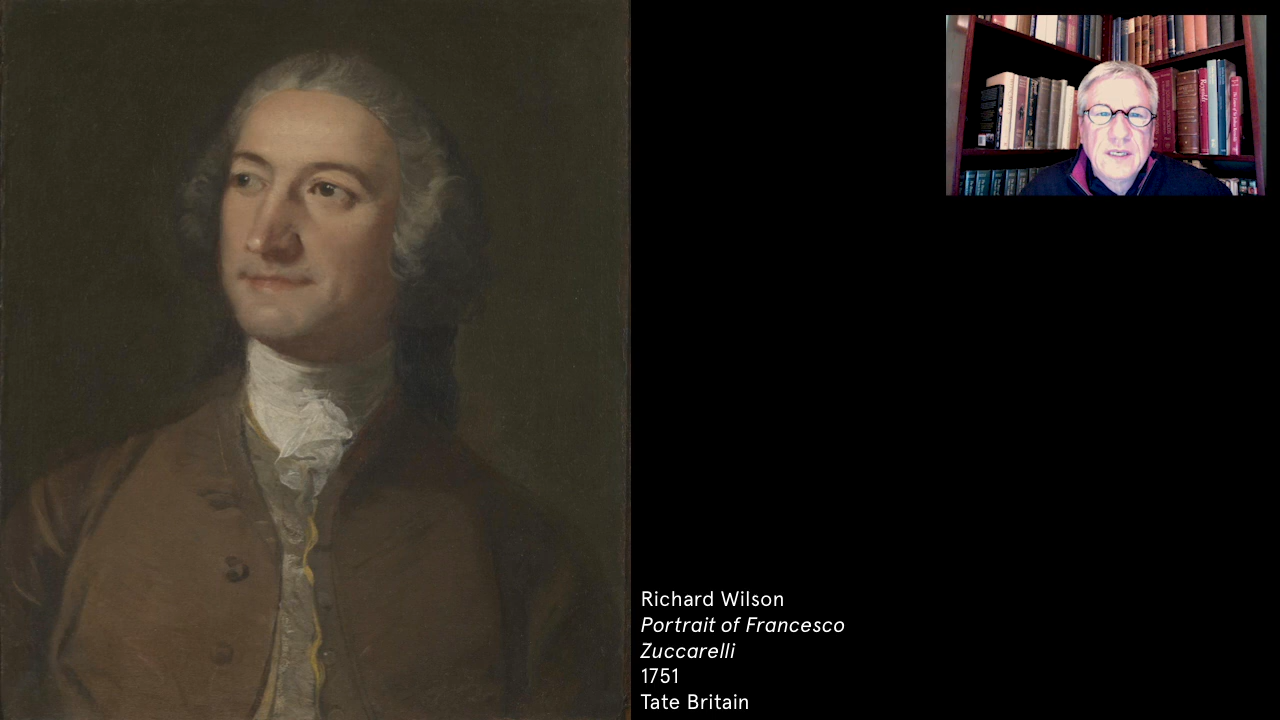 Richard Wilson
Portrait of Francesco
Zuccarelli
1751
Tate Britain